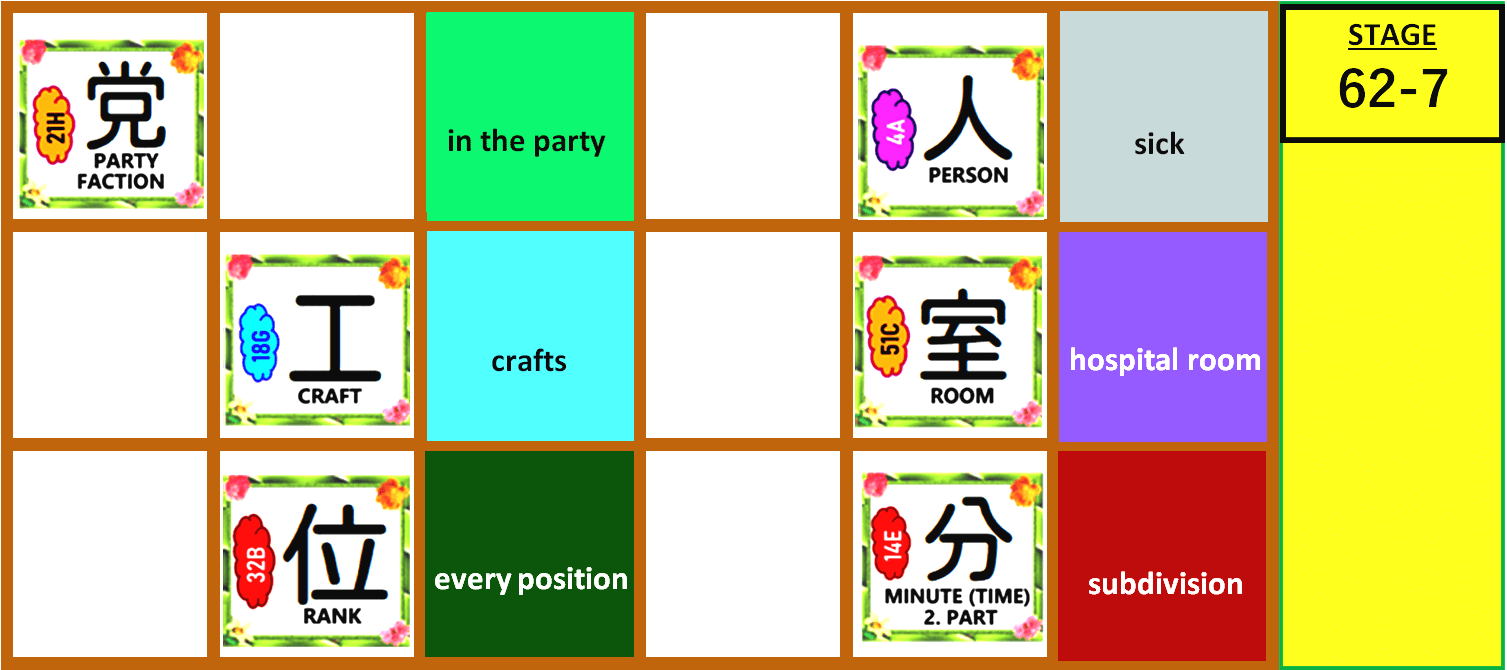 21H
党
PARTY
FACTION
in the party
4A
人
PERSON
sick
STAGE
62-7
18G
工
CRAFT
crafts
51C
室
ROOM
hospital room
32B
位
RANK
every position
14E
分
MINUTE (TIME)
2. PART
subdivision